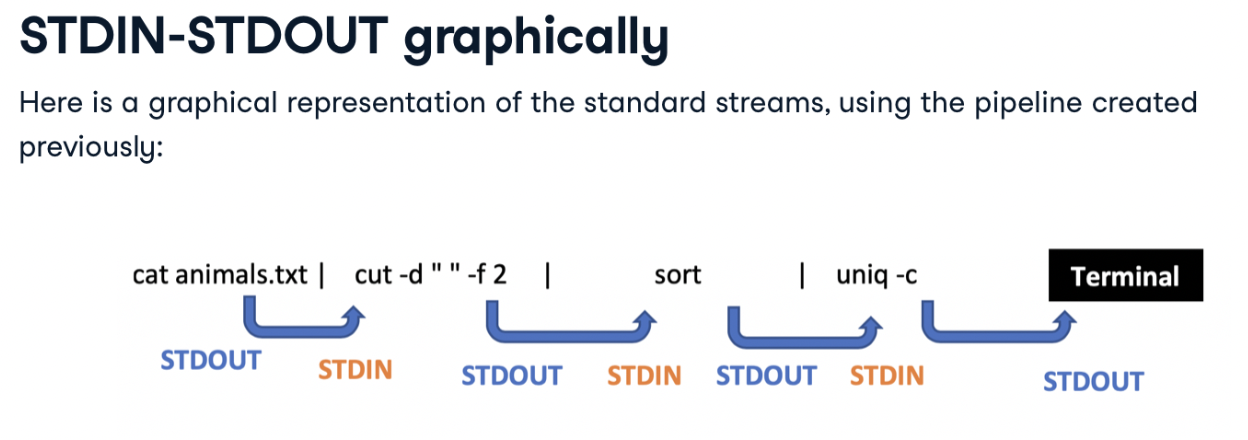 STDIN-STDOUT graphically
Here is a graphical representation of the standard streams, using the pipeline created
previously:
cat animals.txt | cut -d " " -f 2 | sort | uniq -c Terminal
STDOUT STDIN STDOUT STDIN STDOUT STDIN STDOUT